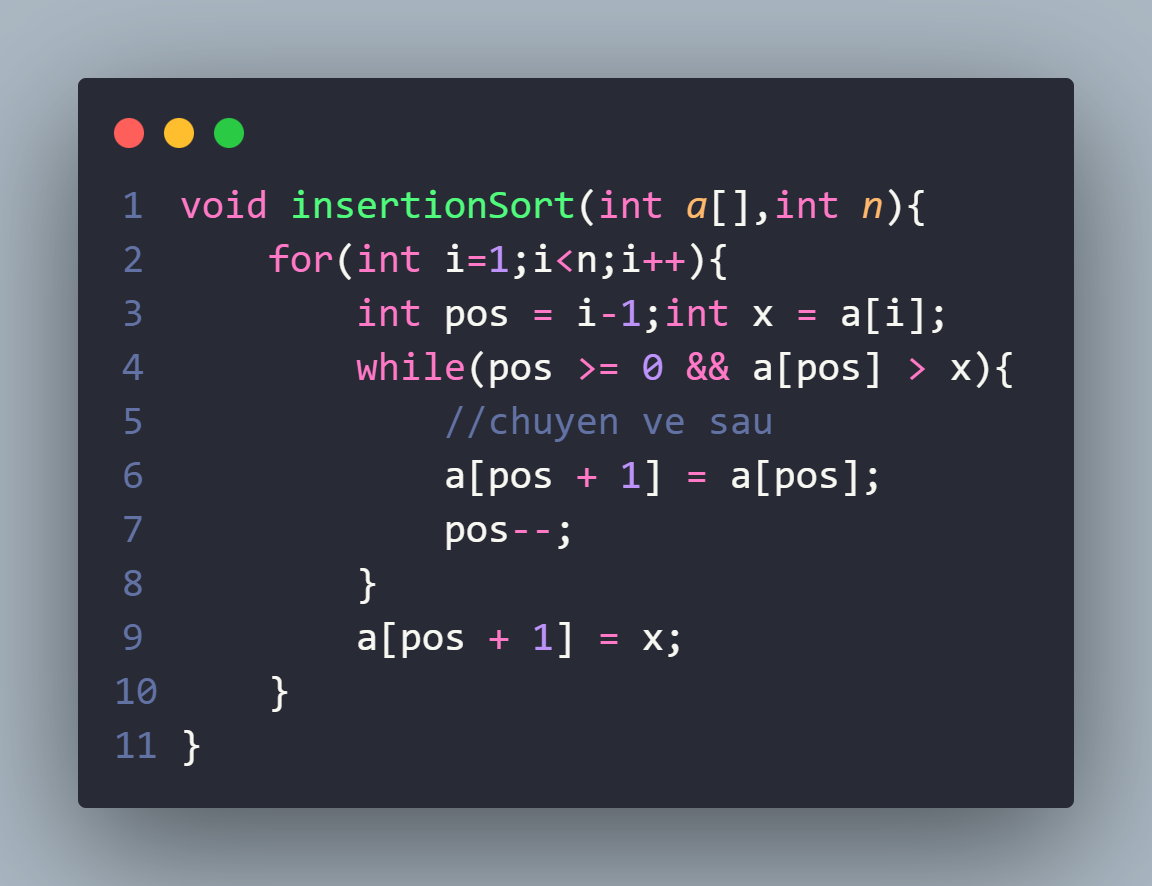 1 void insertionSort(int a[],int n){
2     for(int i=1;i<n;i++){
3         int pos = i-1;int x = a[i];
4         while(pos >= 0 && a[pos] > x){
5             //chuyen ve sau
6             a[pos + 1] = a[pos];
7             pos--;
8         }
9         a[pos + 1] = x;
10     }
11 }